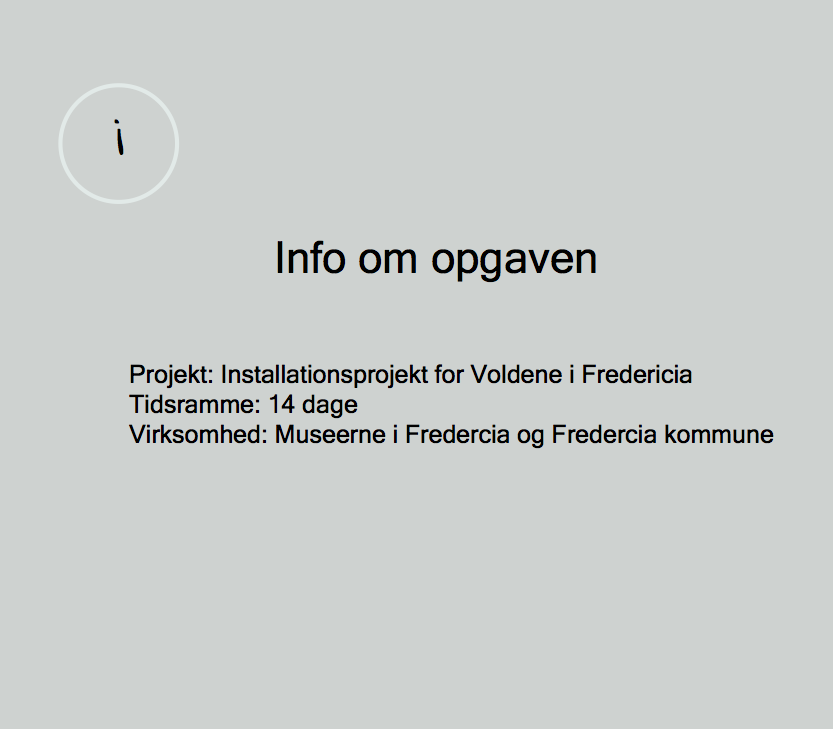 i
Info om opgaven
Projekt: Installationsprojekt for Voldene i Fredericia
Tidsramme: 14 dage
Virksomhed: Museerne i Fredercia og Fredercia kommune